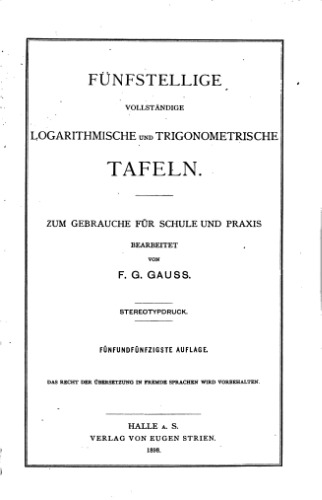 FÜNFSTELLIGE
VOLLSTÄNDIGE
LOGARITHMISCHE UND TRIGONOMETRISCHE
TAFELN.
ZUM GEBRAUCHE FÜR SCHULE UND PRAXIS
BEARBEITET
VON
F. G. GAUSS.
STEREOTYPDRUCK.
FÜNFUNDFÜNFZIGSTE AUFLAGE.
DAS RECHT DER ÜBERSETZUNG IN FREMDE SPRACHEN WIRD VORBEHALTEN.
HALLE A. S.
VERLAG VON EUGEN STRIEN.
1898.